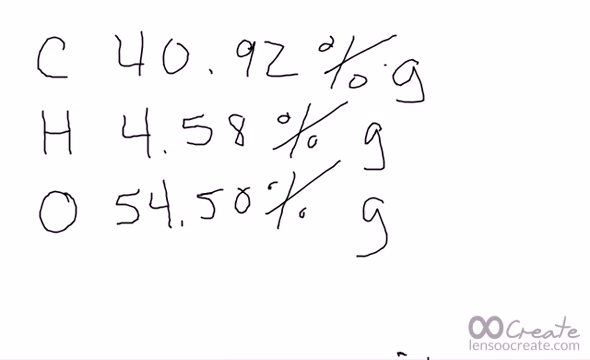 C 40.92% g
H 4.58% g
O 54.50% g
Create
lensoocreate.com